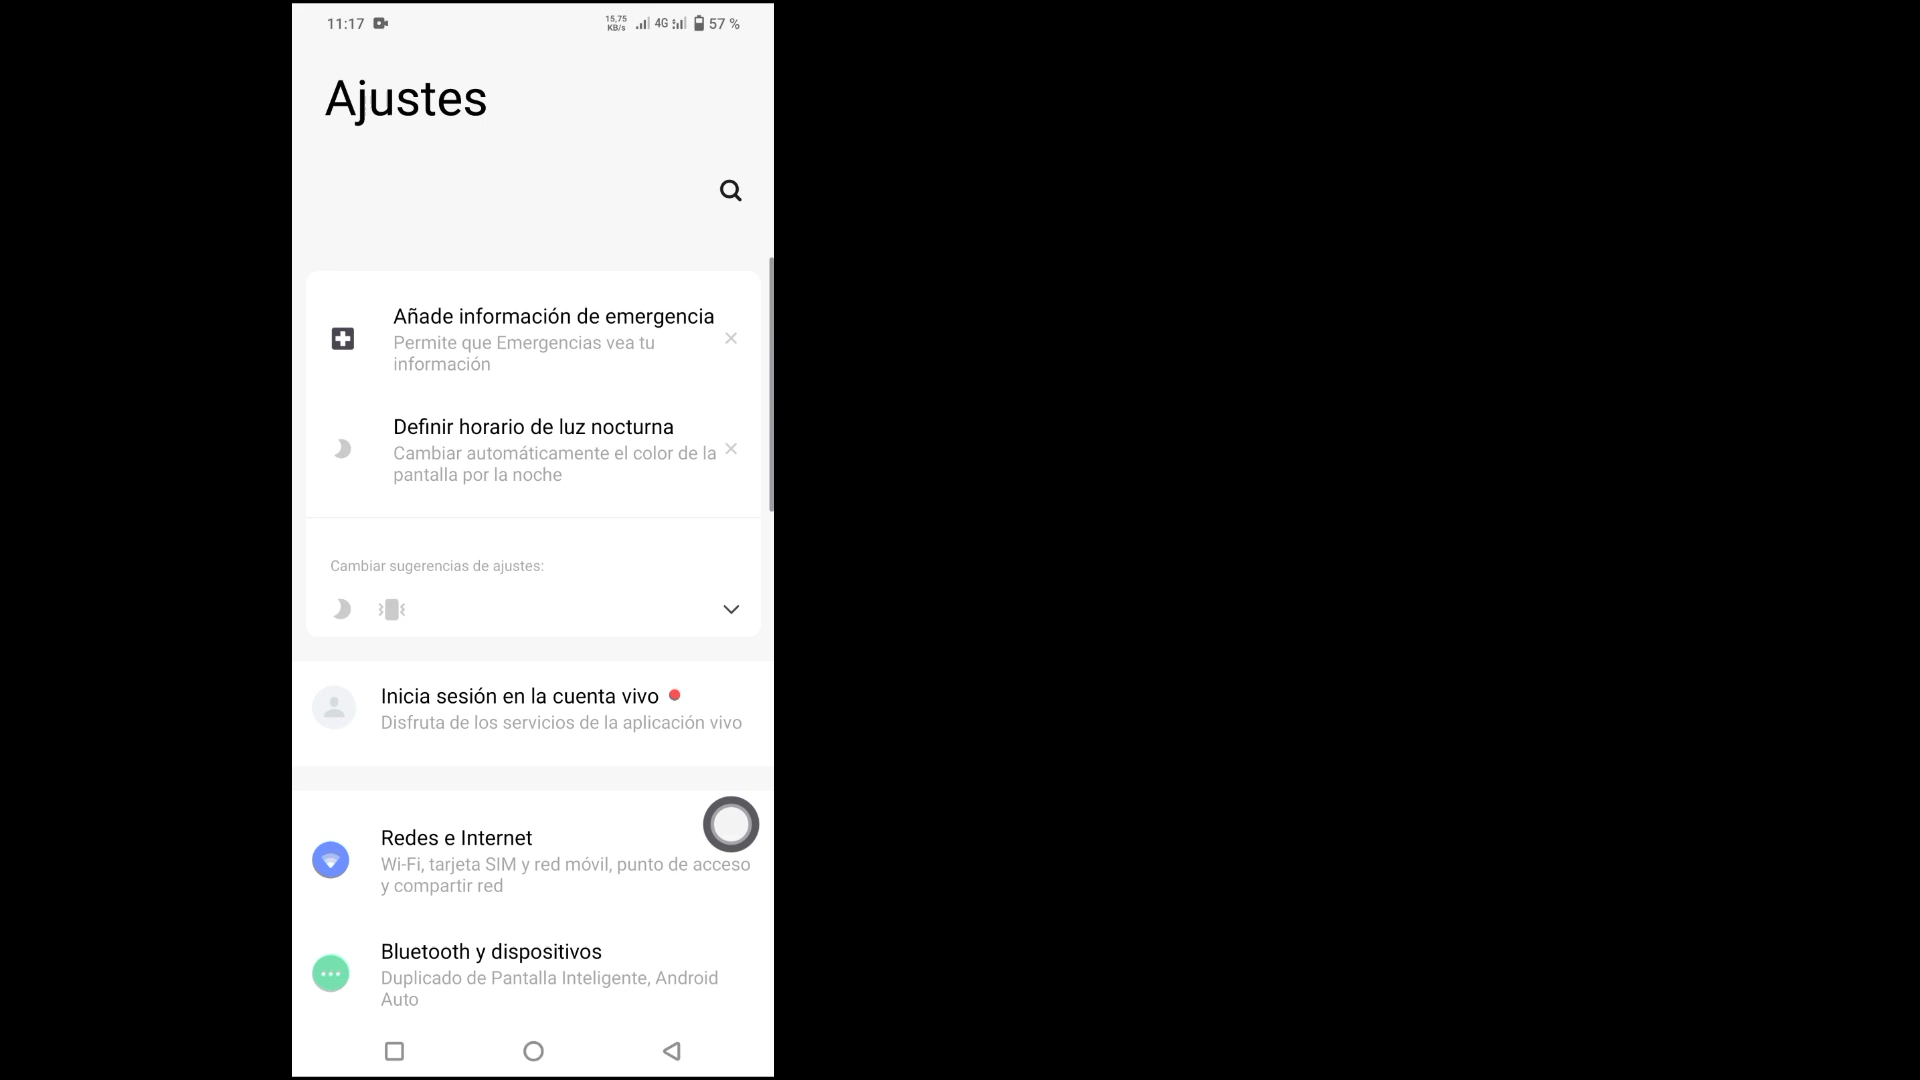 11:17
15,75
KB/s
4G
57 %
Ajustes
Añade información de emergencia
Permite que Emergencias vea tu
información
Definir horario de luz nocturna
Cambiar automáticamente el color de la
pantalla por la noche
Cambiar sugerencias de ajustes:
Inicia sesión en la cuenta vivo
Disfruta de los servicios de la aplicación vivo
Redes e Internet
Wi-Fi, tarjeta SIM y red móvil, punto de acceso
y compartir red
Bluetooth y dispositivos
Duplicado de Pantalla Inteligente, Android
Auto